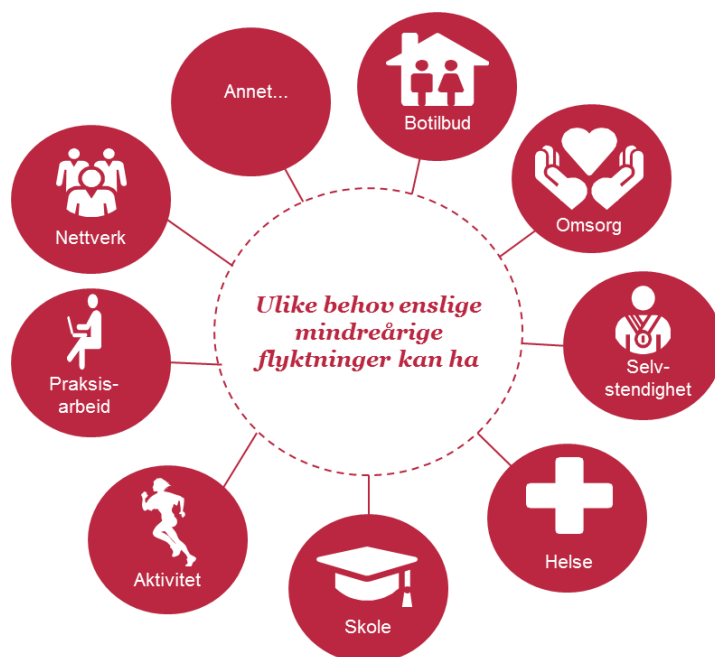 Ulike behov enslige
mindreårige
flyktninger kan ha
Annet...
Botilbud
Omsorg
Selv-
stendighet
Helse
Skole
Aktivitet
Praksis-
arbeid
Nettverk